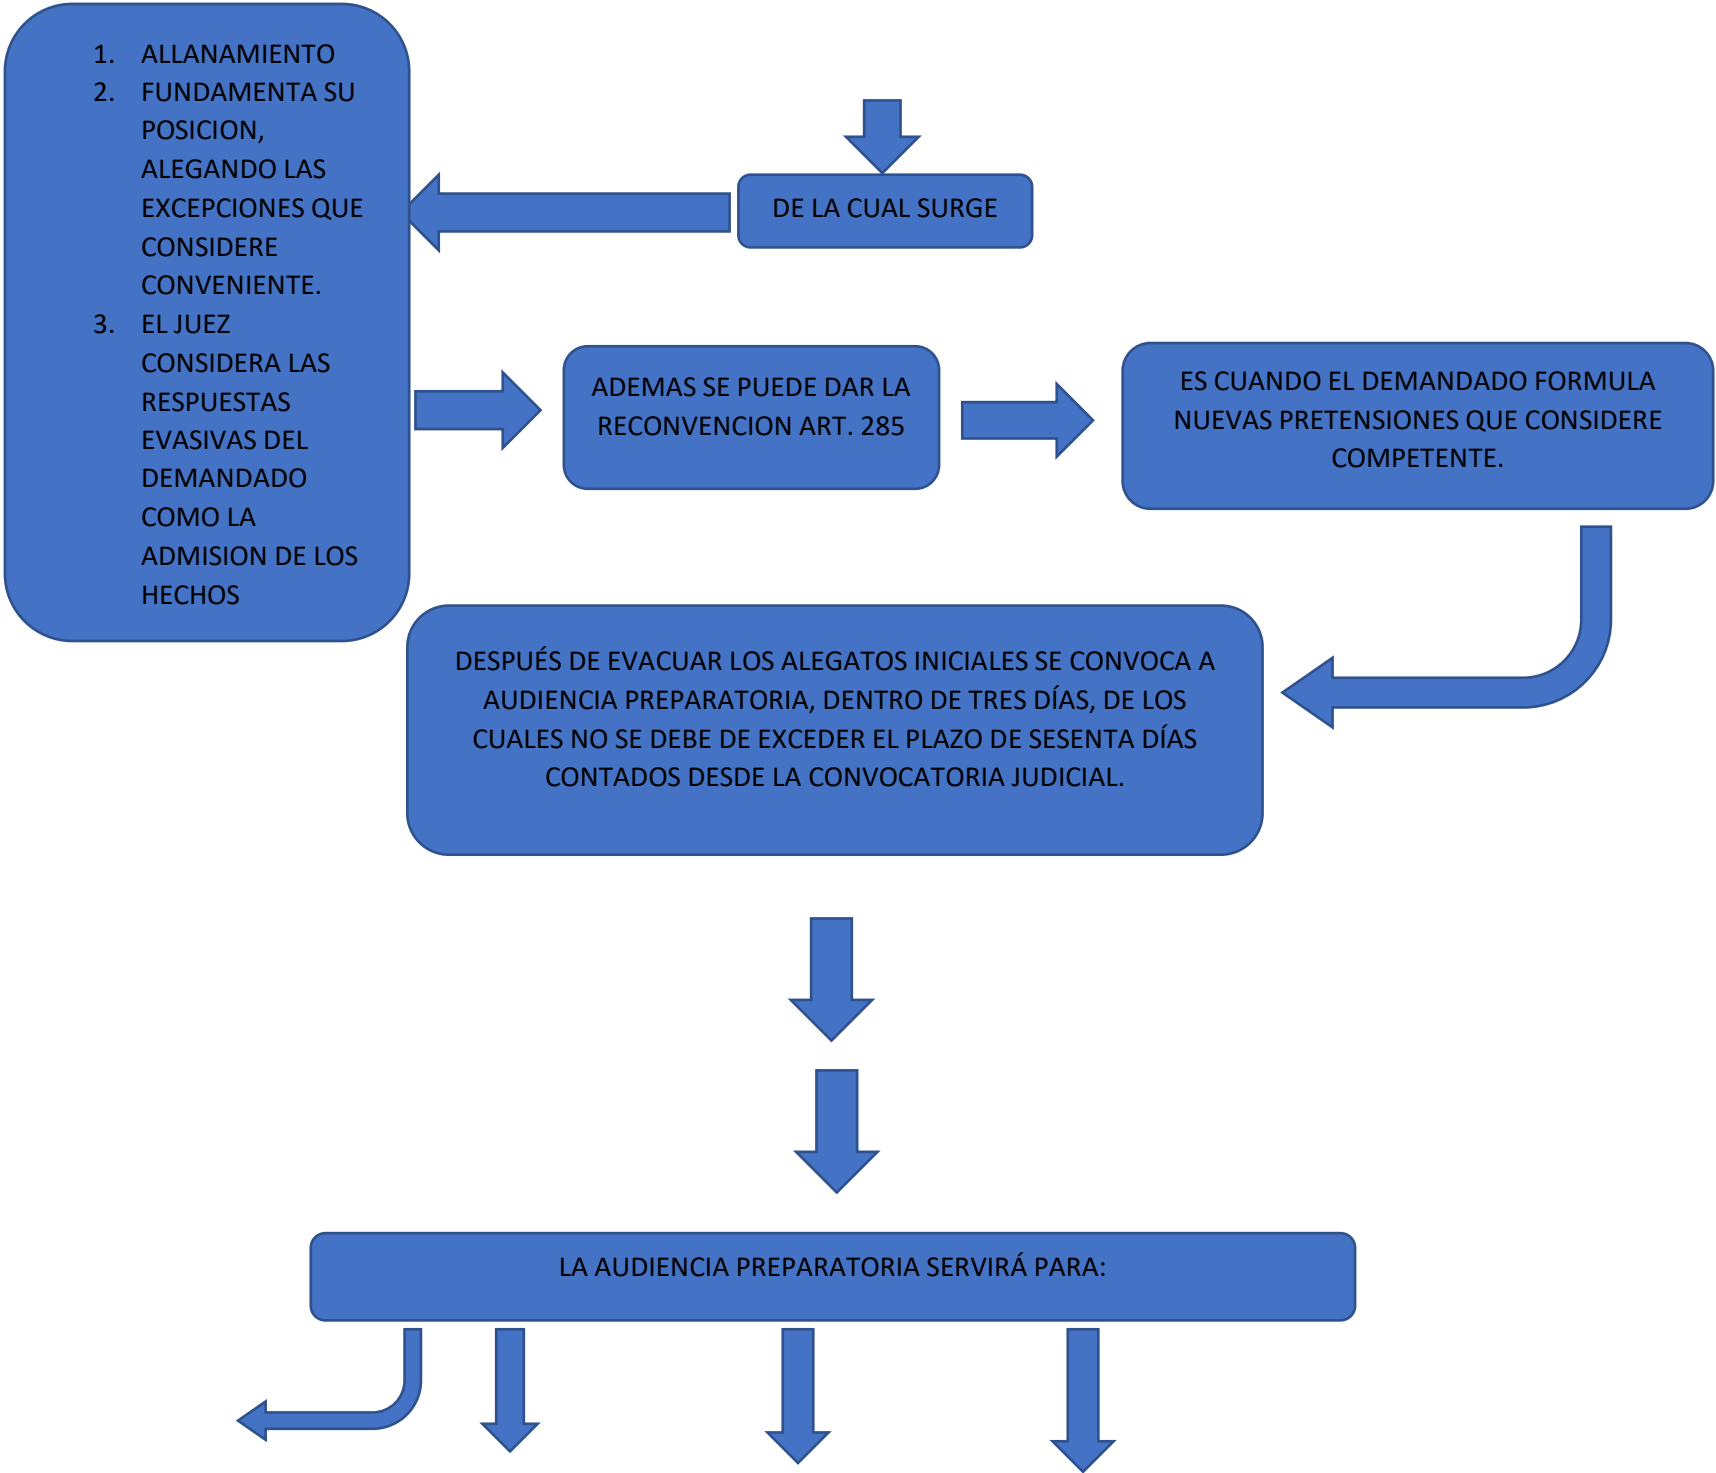 DE LA CUAL SURGE
1. ALLANAMIENTO
2. FUNDAMENTA SU
POSICION,
ALEGANDO LAS
EXCEPCIONES QUE
CONSIDERE
CONVENIENTE.
3. EL JUEZ
CONSIDERA LAS
RESPUESTAS
EVASIVAS DEL
DEMANDADO
COMO LA
ADMISION DE LOS
HECHOS
ADEMAS SE PUEDE DAR LA
RECONVENCION ART. 285
ES CUANDO EL DEMANDADO FORMULA
NUEVAS PRETENSIONES QUE CONSIDERE
COMPETENTE.
DESPUÉS DE EVACUAR LOS ALEGATOS INICIALES SE CONVOCA A
AUDIENCIA PREPARATORIA, DENTRO DE TRES DÍAS, DE LOS
CUALES NO SE DEBE DE EXCEDER EL PLAZO DE SESENTA DÍAS
CONTADOS DESDE LA CONVOCATORIA JUDICIAL.
LA AUDIENCIA PREPARATORIA SERVIRÁ PARA: